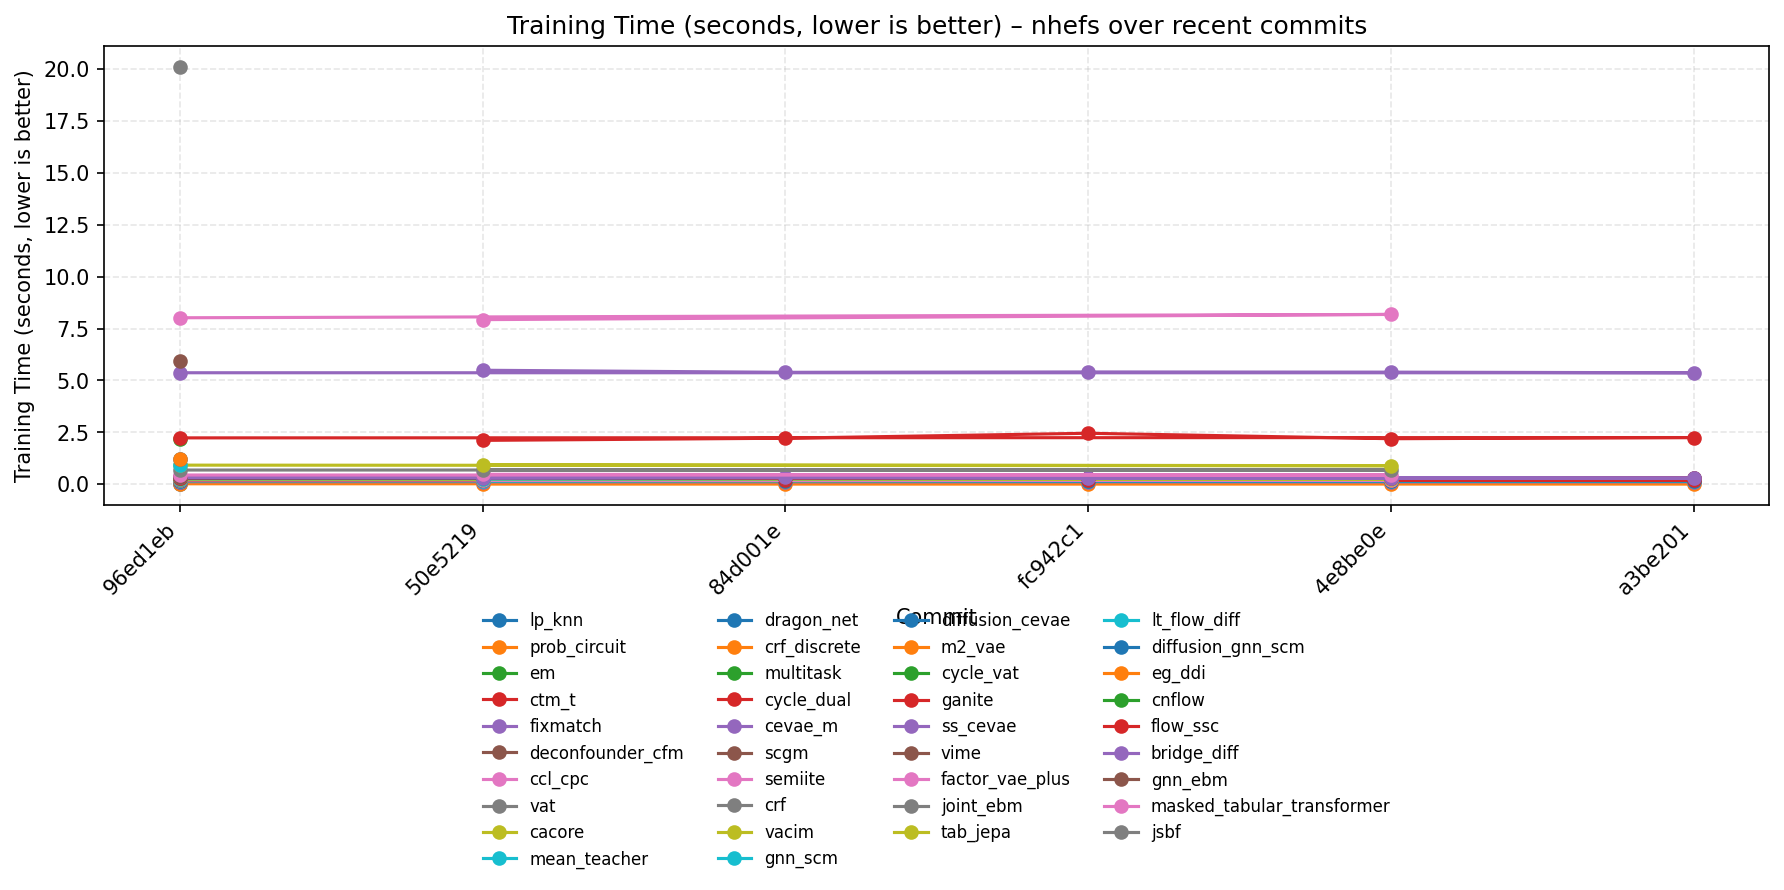 Training Time (seconds, lower is better) – nhefs over recent commits
Training Time (seconds, lower is better)
20.0
17.5
15.0
12.5
10.0
7.5
5.0
2.5
0.0
96ed1eb
50e5219
84d001e
fc942c1
4e8be0e
a3be201
Commit
lp_knn
prob_circuit
em
ctm_t
fixmatch
deconfounder_cfm
ccl_cpc
vat
cacore
mean_teacher
dragon_net
crf_discrete
multitask
cycle_dual
cevae_m
scgm
semiite
crf
vacim
gnn_scm
diffusion_cevae
m2_vae
cycle_vat
ganite
ss_cevae
vime
factor_vae_plus
joint_ebm
tab_jepa
lt_flow_diff
diffusion_gnn_scm
eg_ddi
cnflow
flow_ssc
bridge_diff
gnn_ebm
masked_tabular_transformer
jsbf